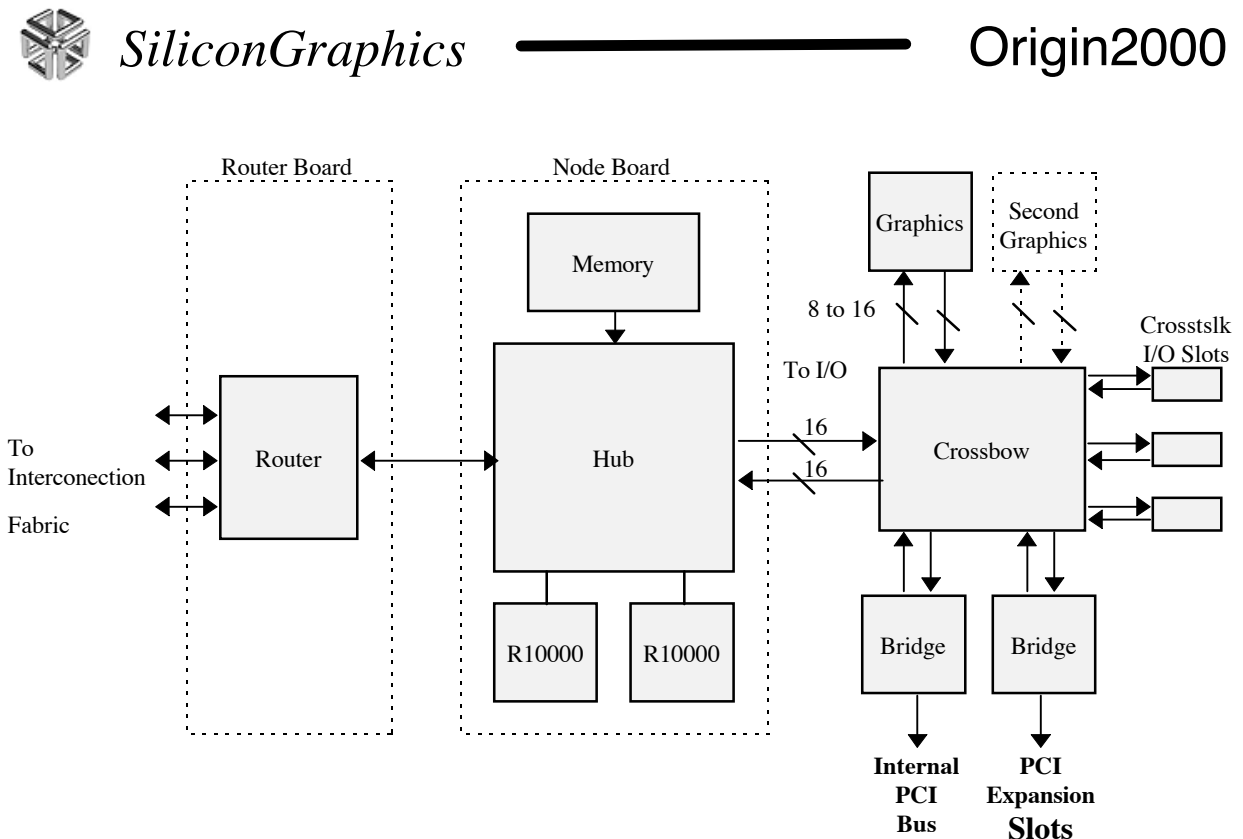 SiliconGraphics
Origin2000
Router Board
Node Board
Memory
Graphics
Second
Graphics
8 to 16
Crosstslk
I/O Slots
To I/O
To
Interconection
Fabric
Router
Hub
16
16
Crossbow
R10000
R10000
Bridge
Bridge
Internal
PCI
Bus
PCI
Expansion
Slots